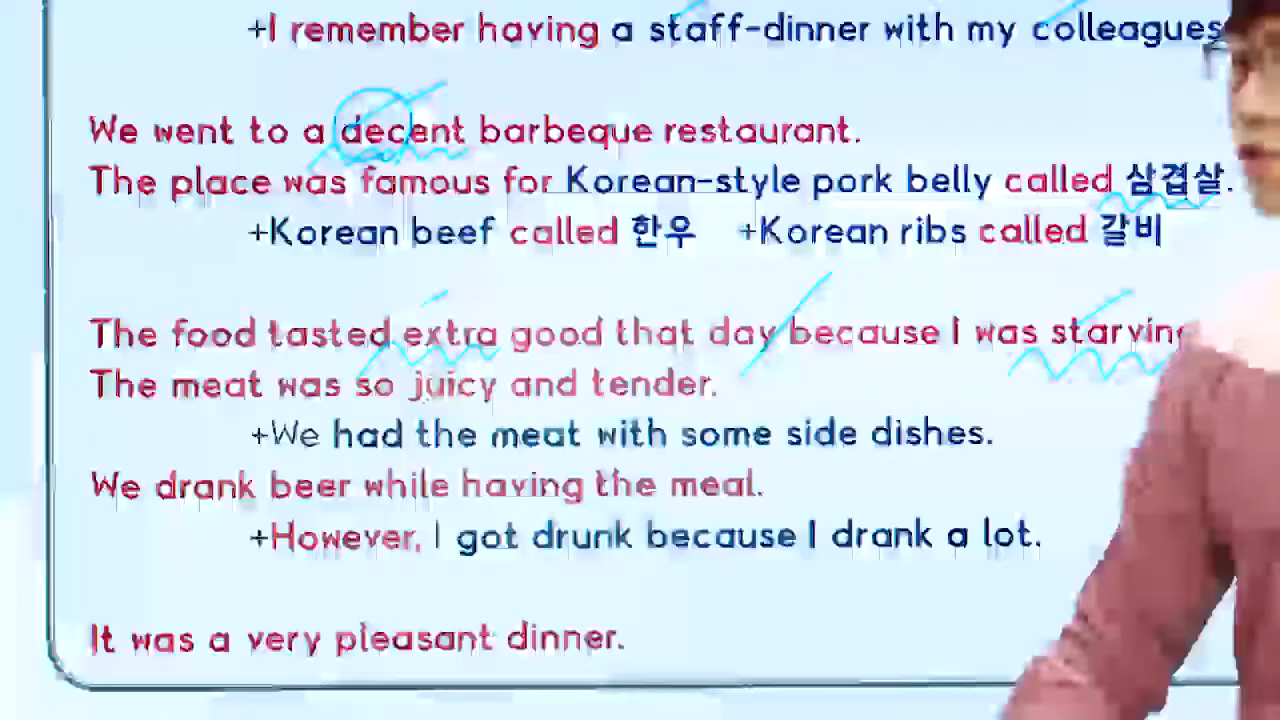 +I remember having a staff-dinner with my colleagues
We went to a decent barbeque restaurant.
The place was famous for Korean-style pork belly called 삼겹살.
+Korean beef called 한우 +Korean ribs called 갈비
The food tasted extra good that day because I was starving
The meat was so juicy and tender.
+We had the meat with some side dishes.
We drank beer while having the meal.
+However, I got drunk because I drank a lot.
It was a very pleasant dinner.